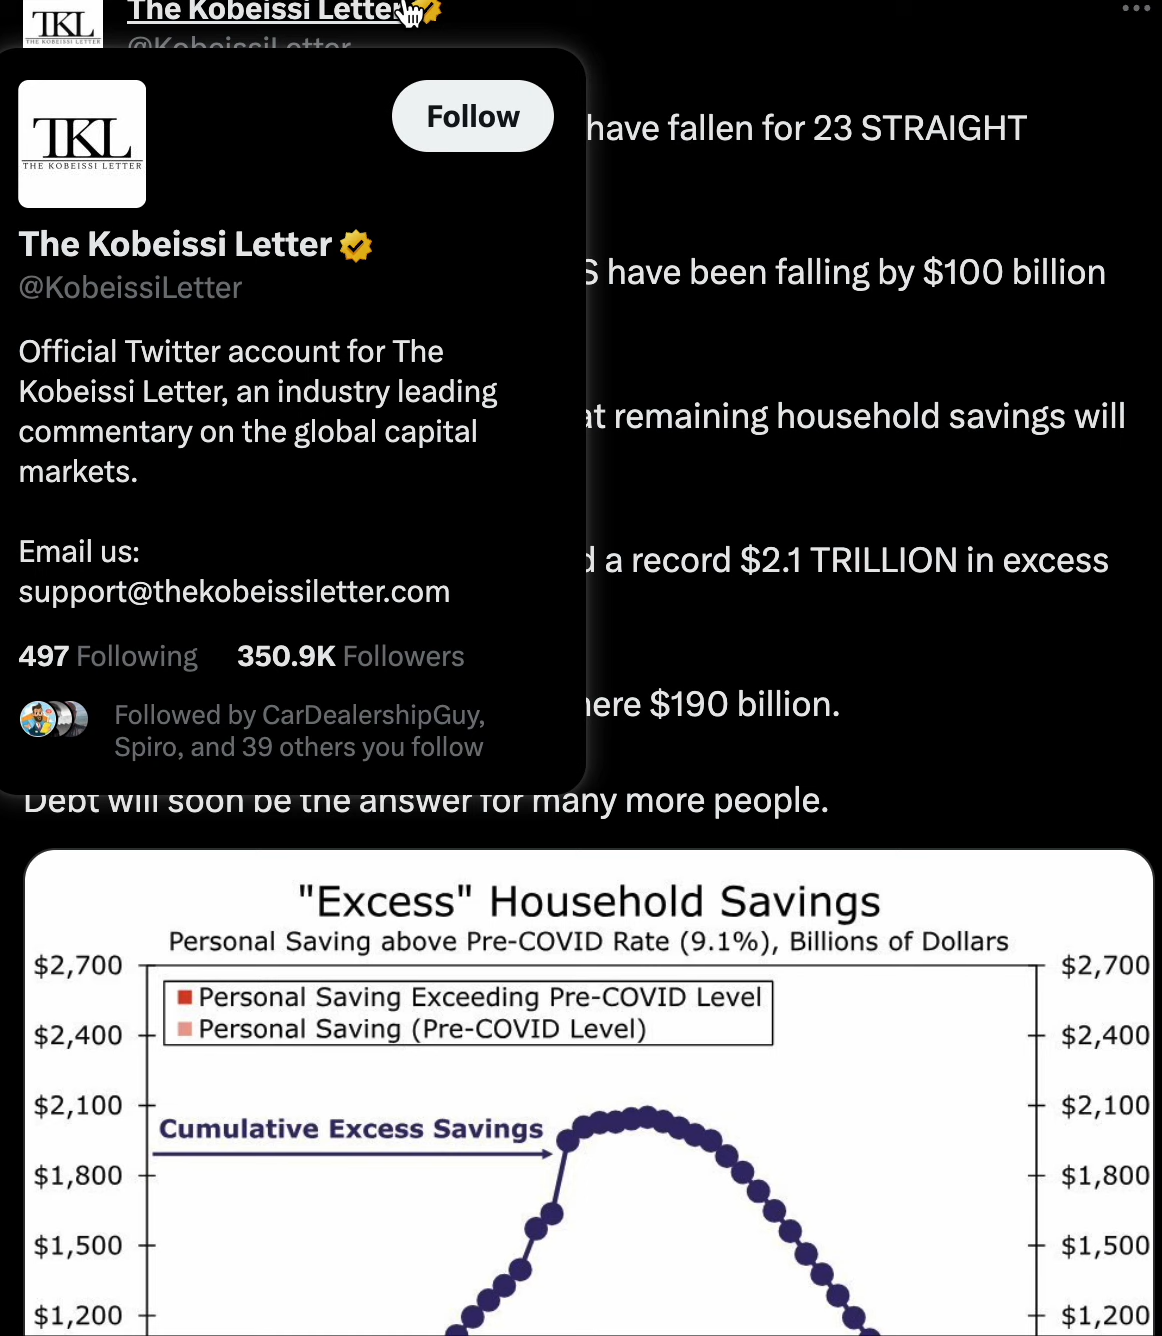 TKL
THE KOBEISSI LETTER
The Kobeissi Letter
@KobeissiLetter
TKL
THE KOBEISSI LETTER
Follow
The Kobeissi Letter
@KobeissiLetter
Official Twitter account for The
Kobeissi Letter, an industry leading
commentary on the global capital
markets.
Email us:
support@thekobeissiletter.com
497 Following 350.9K Followers
Followed by CarDealershipGuy,
Spiro, and 39 others you follow
have fallen for 23 STRAIGHT
have been falling by $100 billion
remaining household savings will
a record $2.1 TRILLION in excess
$190 billion.
Debt will soon be the answer for many more people.
"Excess" Household Savings
Personal Saving above Pre-COVID Rate (9.1%), Billions of Dollars
Personal Saving Exceeding Pre-COVID Level
Personal Saving (Pre-COVID Level)
Cumulative Excess Savings
$2,700 $2,700
$2,400 $2,400
$2,100 $2,100
$1,800 $1,800
$1,500 $1,500
$1,200 $1,200